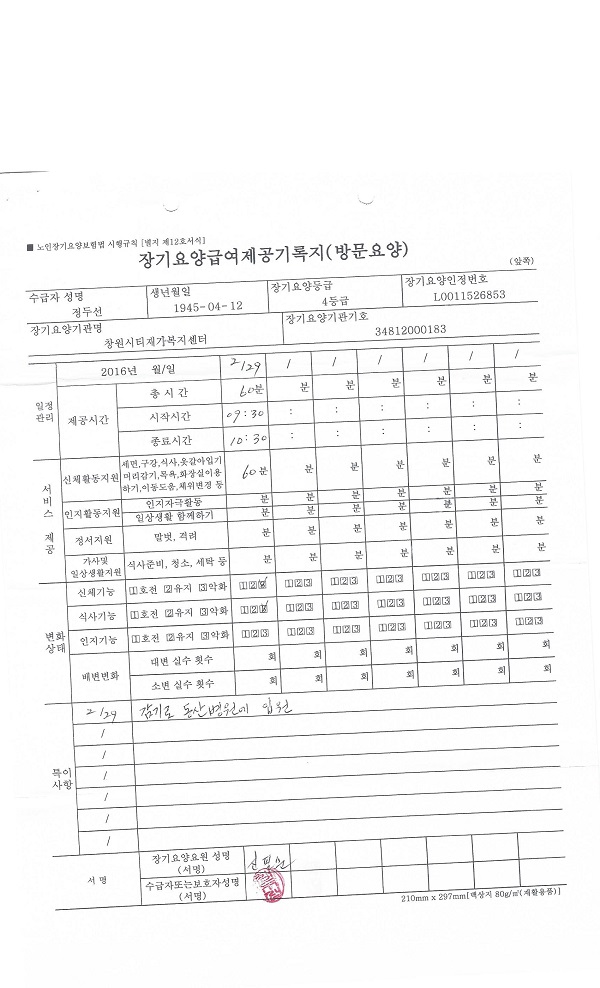 ■ 노인장기요양보험법 시행규칙 [별지 제12호서식]
장기요양급여제공기록지(방문요양)
(앞쪽)
수급자 성명 생년월일 장기요양등급 장기요양인정번호
정두선 1945-04-12 4등급 L0011526853
장기요양기관명 장기요양기관기호
창원시티재가복지센터 34812000183
2016년 월/일 2/29 / / / / / /
일정관리 제공시간 총 시 간 60분 분 분 분 분 분 분
시작시간 09:30 : : : : : :
종료시간 10:30 : : : : : :
서비스 제공
신체활동지원 세면,구강,식사,옷갈아입기 머리감기,목욕,화장실이용하기,이동도움,체위변경 등 60분 분 분 분 분 분 분
인지활동지원 인지자극활동 분 분 분 분 분 분 분
일상생활 함께하기 분 분 분 분 분 분 분
정서지원 말벗, 격려 분 분 분 분 분 분 분
가사및 일상생활지원 식사준비, 청소, 세탁 등 분 분 분 분 분 분 분
변화상태
신체기능 1호전 2유지 3악화 123 123 123 123 123 123 123
식사기능 1호전 2유지 3악화 123 123 123 123 123 123 123
인지기능 1호전 2유지 3악화 123 123 123 123 123 123 123
배변변화 대변 실수 횟수 회 회 회 회 회 회 회
소변 실수 횟수 회 회 회 회 회 회 회
특이사항
2/29 감기로 동산병원에 입원
/
/
/
/
/
/
서 명 장기요양요원 성명 (서명)
수급자또는보호자성명 (서명)
210mm x 297mm[백상지 80g/㎡(재활용품)]